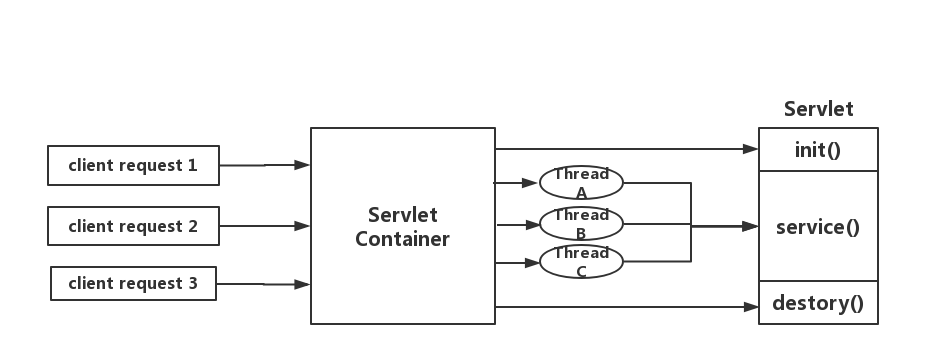 Servlet
client request 1
client request 2
client request 3
Servlet
Container
Thread
A
Thread
B
Thread
C
init()
service()
destory()